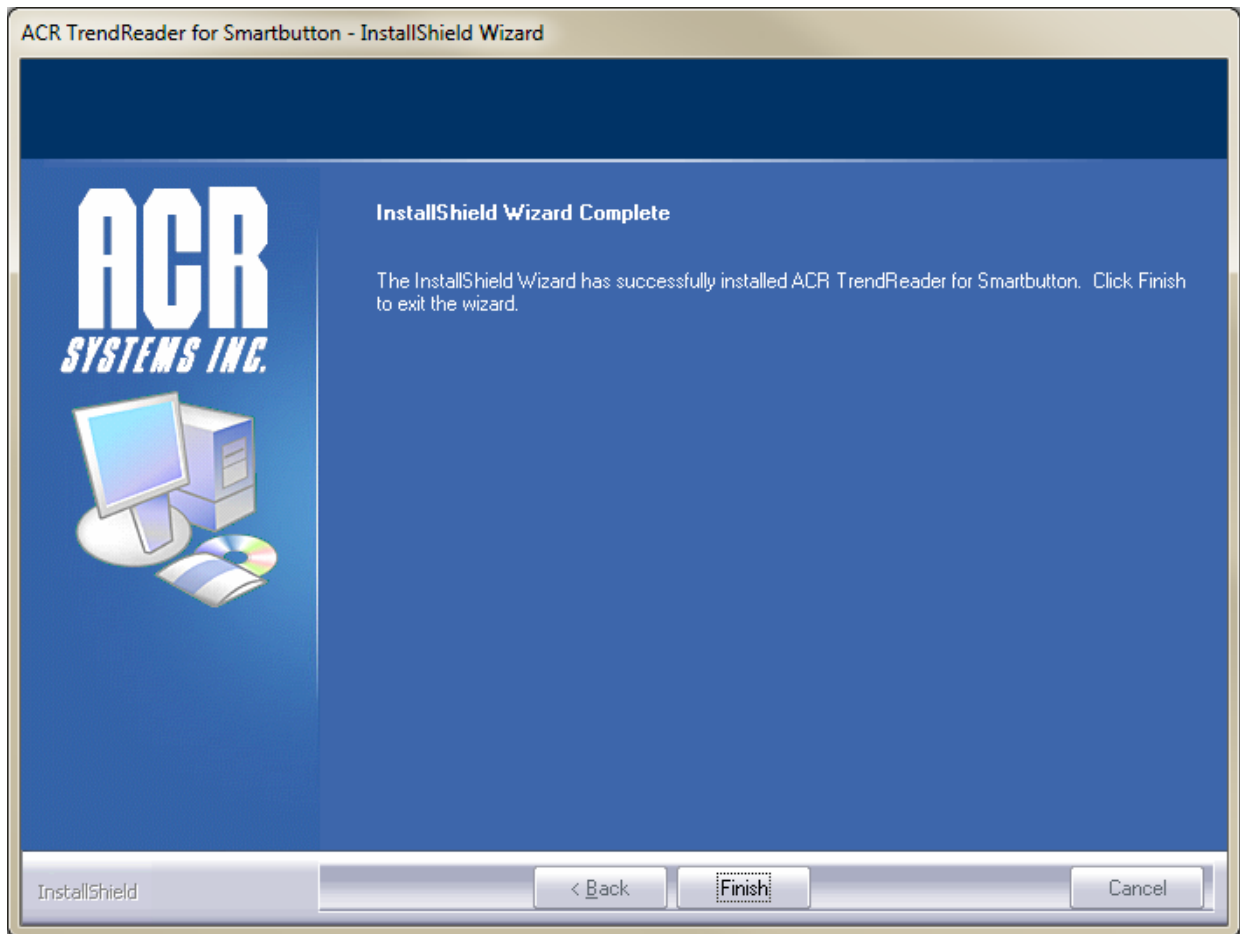 ACR TrendReader for Smartbutton - InstallShield Wizard
ACR
SYSTEMS INC.
InstallShield Wizard Complete
The InstallShield Wizard has successfully installed ACR TrendReader for Smartbutton. Click Finish
to exit the wizard.
InstallShield
< Back
Finish
Cancel